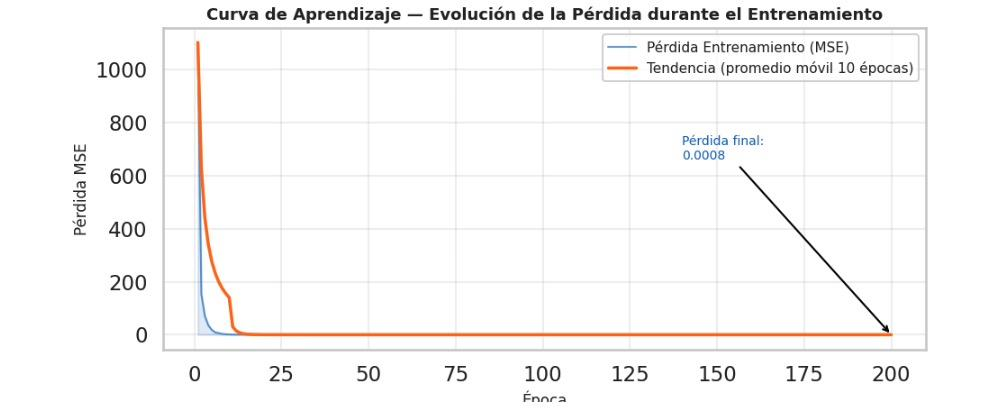 Curva de Aprendizaje — Evolución de la Pérdida durante el Entrenamiento
Pérdida Entrenamiento (MSE)
Tendencia (promedio móvil 10 épocas)
Pérdida final:
0.0008
Pérdida MSE
1000
800
600
400
200
0
0 25 50 75 100 125 150 175 200
Época